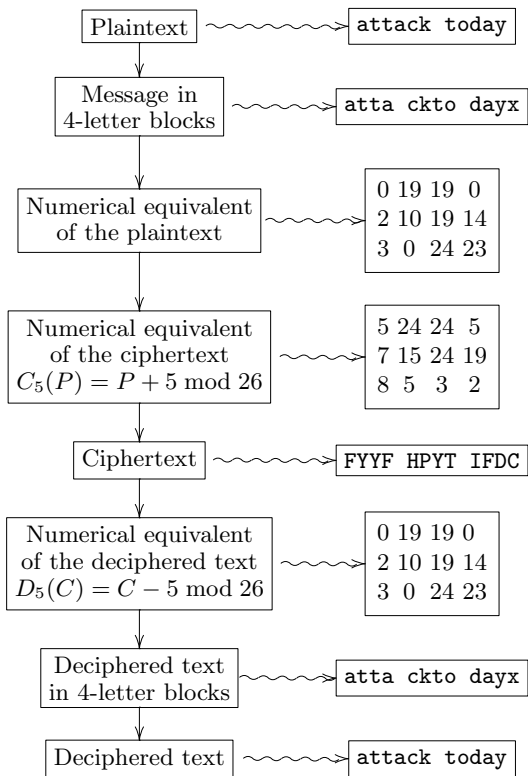 Plaintext
attack today
Message in
4-letter blocks
atta ckto dayx
Numerical equivalent
of the plaintext
0 19 19 0
2 10 19 14
3 0 24 23
Numerical equivalent
of the ciphertext
C₅(P) = P + 5 mod 26
5 24 24 5
7 15 24 19
8 5 3 2
Ciphertext
FYYF HPYT IFDC
Numerical equivalent
of the deciphered text
D₅(C) = C − 5 mod 26
0 19 19 0
2 10 19 14
3 0 24 23
Deciphered text
in 4-letter blocks
atta ckto dayx
Deciphered text
attack today